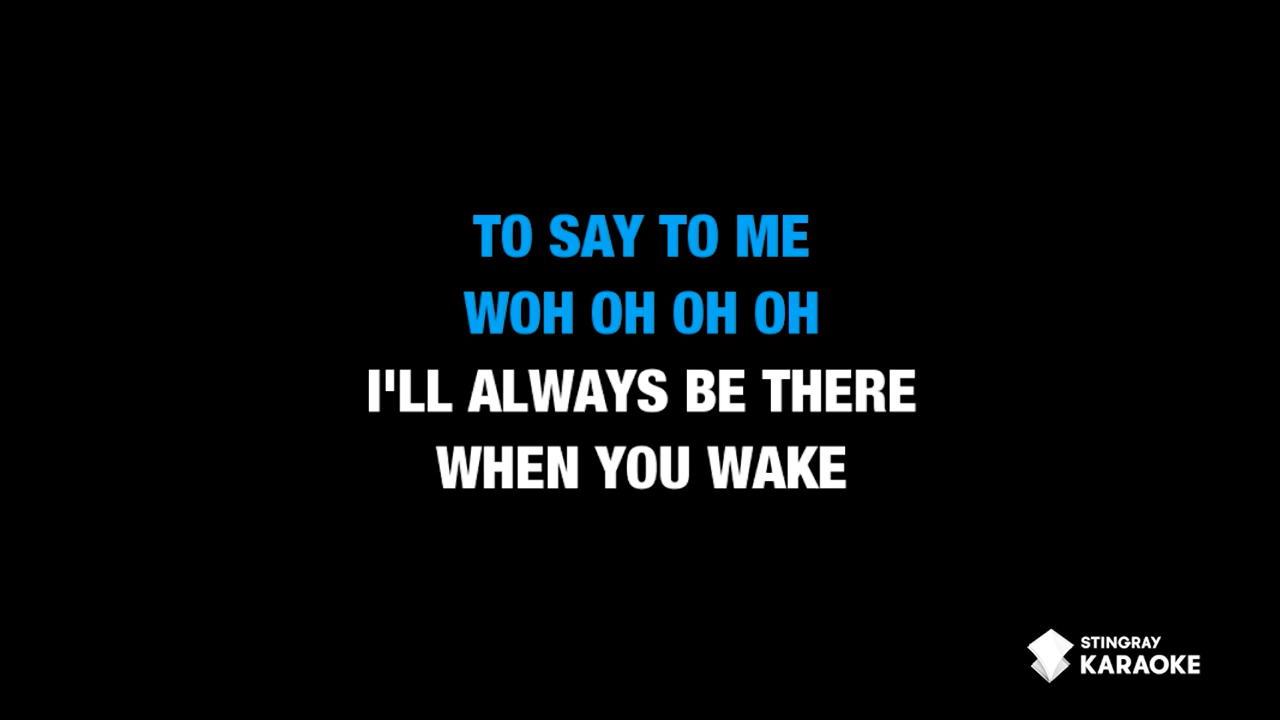 TO SAY TO ME
WOH OH OH OH
I'LL ALWAYS BE THERE
WHEN YOU WAKE
STINGRAY
KARAOKE